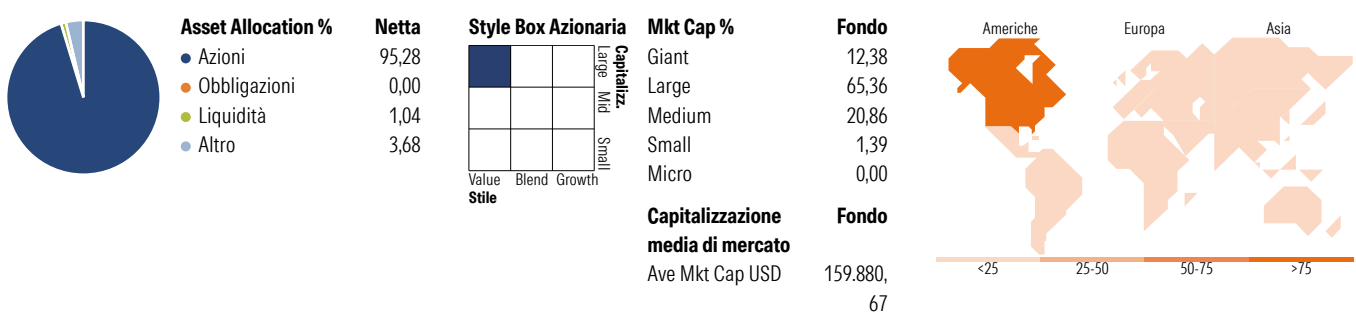 Asset Allocation % Netta
Azioni 95,28
Obbligazioni 0,00
Liquidità 1,04
Altro 3,68
Style Box Azionaria
Capitalizz.
Large Mid Small
Value Blend Growth
Stile
Mkt Cap % Fondo
Giant 12,38
Large 65,36
Medium 20,86
Small 1,39
Micro 0,00
Capitalizzazione Fondo
media di mercato
Ave Mkt Cap USD 159.880,
67
Americhe Europa Asia
<25 25-50 50-75 >75